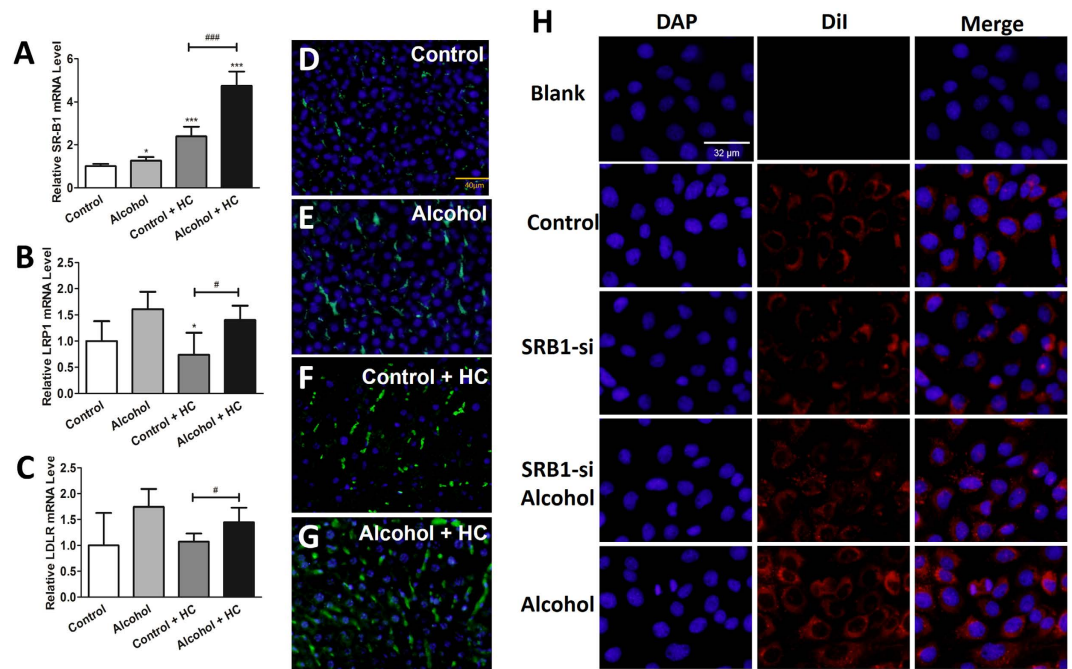 A
Relative SR-B1 mRNA Level
6
4
2
0
###
*
***
***
Control
Alcohol
Control + HC
Alcohol + HC
B
Relative LRP1 mRNA Level
2.5
2.0
1.5
1.0
0.5
0.0
*
#
Control
Alcohol
Control + HC
Alcohol + HC
C
Relative LDLR mRNA Leve
2.5
2.0
1.5
1.0
0.5
0.0
#
Control
Alcohol
Control + HC
Alcohol + HC
D
Control
40µm
E
Alcohol
F
Control + HC
G
Alcohol + HC
H
DAP
DiI
Merge
Blank
32 µm
Control
SRB1-si
SRB1-si
Alcohol
Alcohol